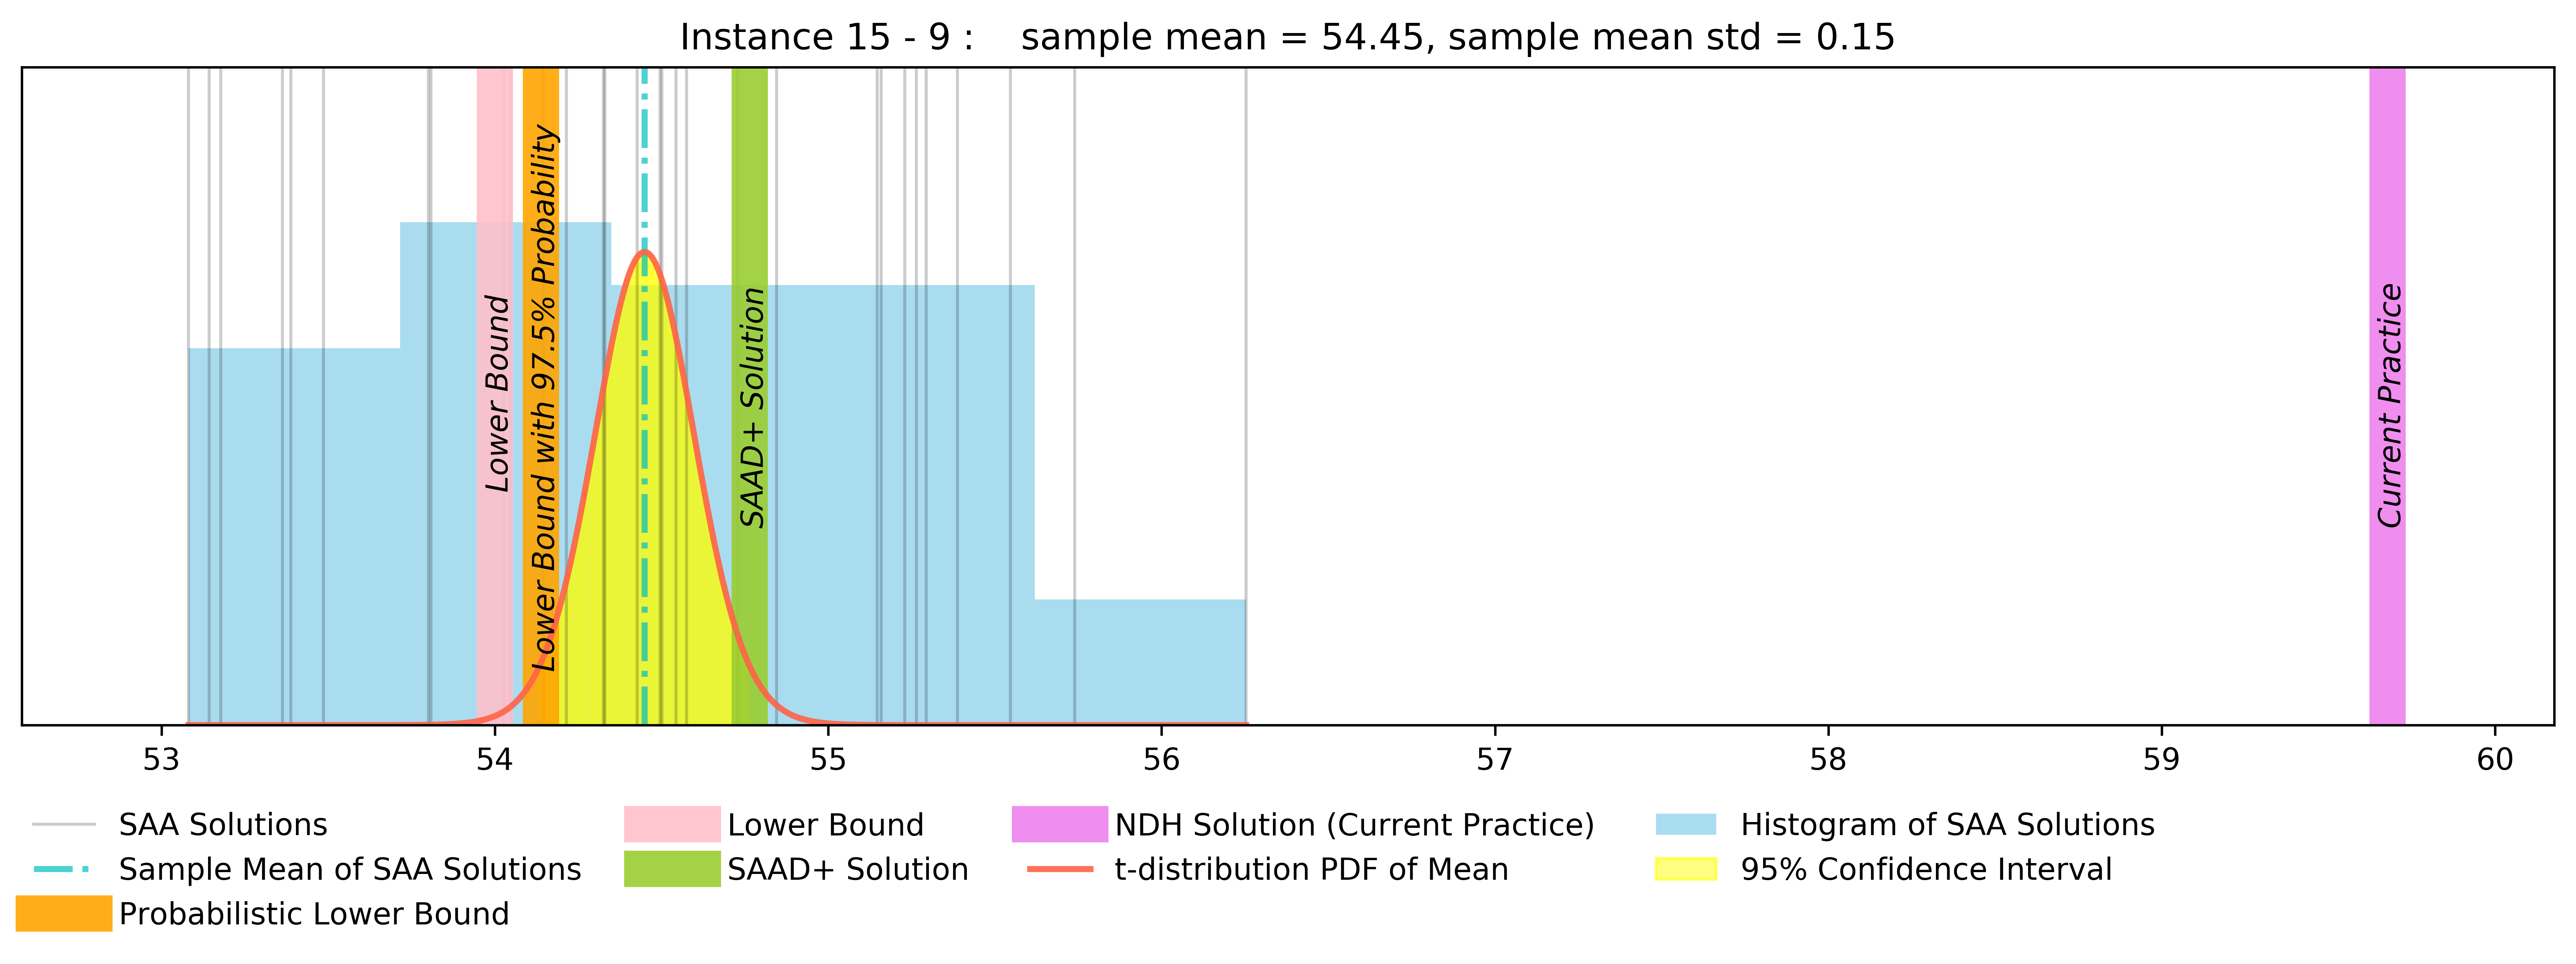 Instance 15 - 9 :    sample mean = 54.45, sample mean std = 0.15
Lower Bound
Lower Bound with 97.5% Probability
SAAD+ Solution
Current Practice
53 54 55 56 57 58 59 60
SAA Solutions
Sample Mean of SAA Solutions
Probabilistic Lower Bound
Lower Bound
SAAD+ Solution
NDH Solution (Current Practice)
t-distribution PDF of Mean
Histogram of SAA Solutions
95% Confidence Interval